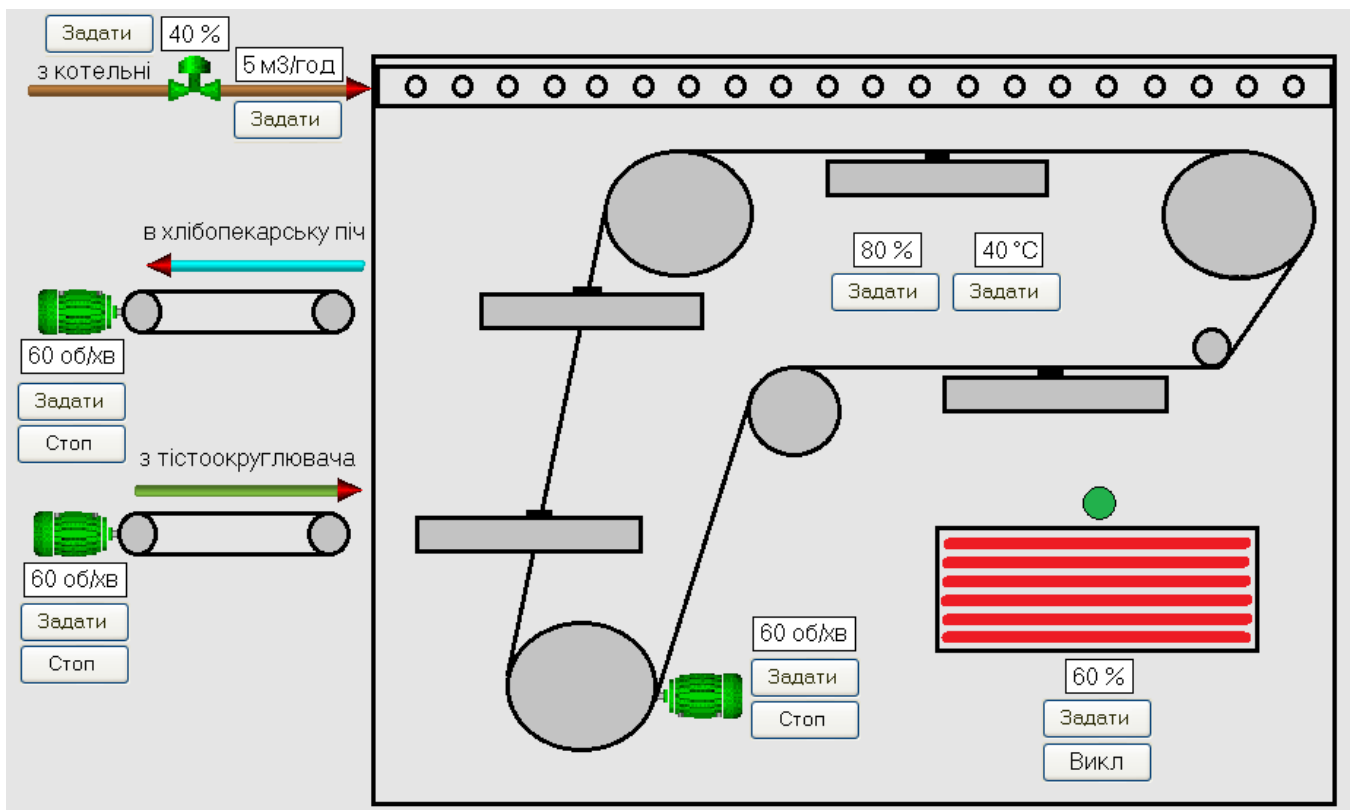 Задати
40 %
з котельні
5 м3/год
Задати
в хлібопекарську піч
60 об/хв
Задати
Стоп
з тістоокруглювача
60 об/хв
Задати
Стоп
80 %
40 °C
Задати
Задати
60 об/хв
Задати
Стоп
60 %
Задати
Викл